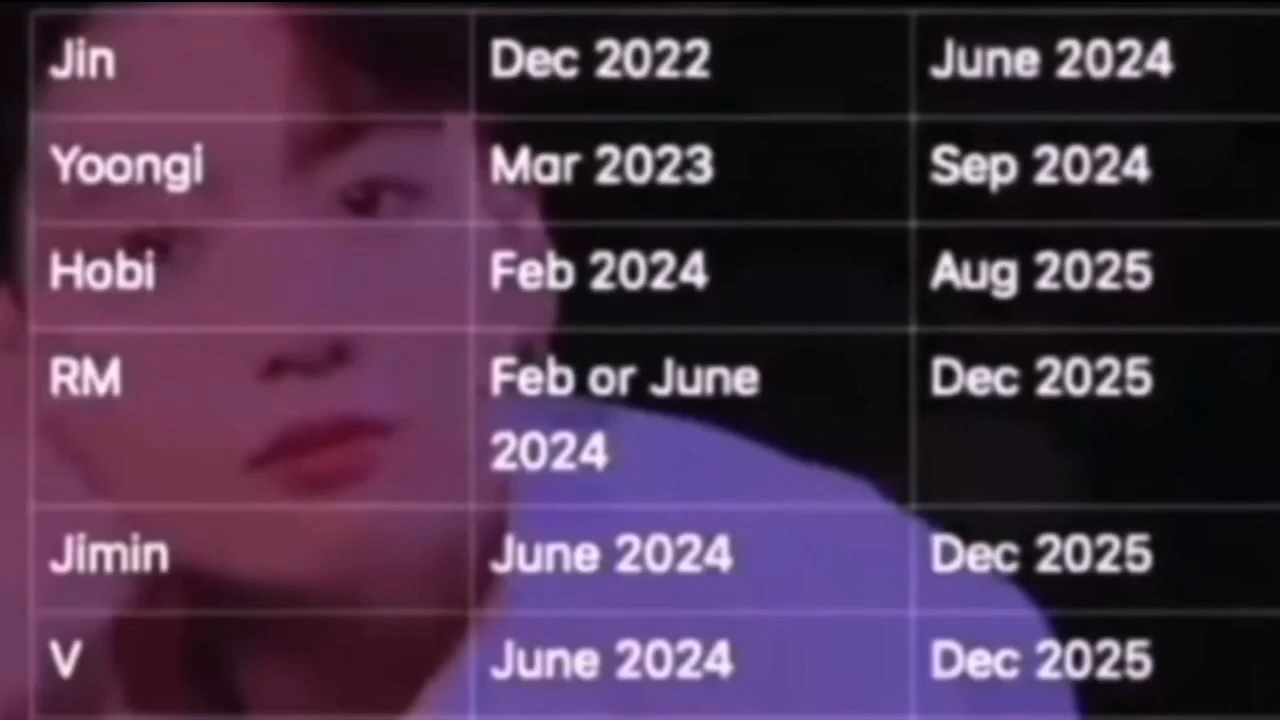 Jin Dec 2022 June 2024
Yoongi Mar 2023 Sep 2024
Hobi Feb 2024 Aug 2025
RM Feb or June Dec 2025
2024
Jimin June 2024 Dec 2025
V June 2024 Dec 2025